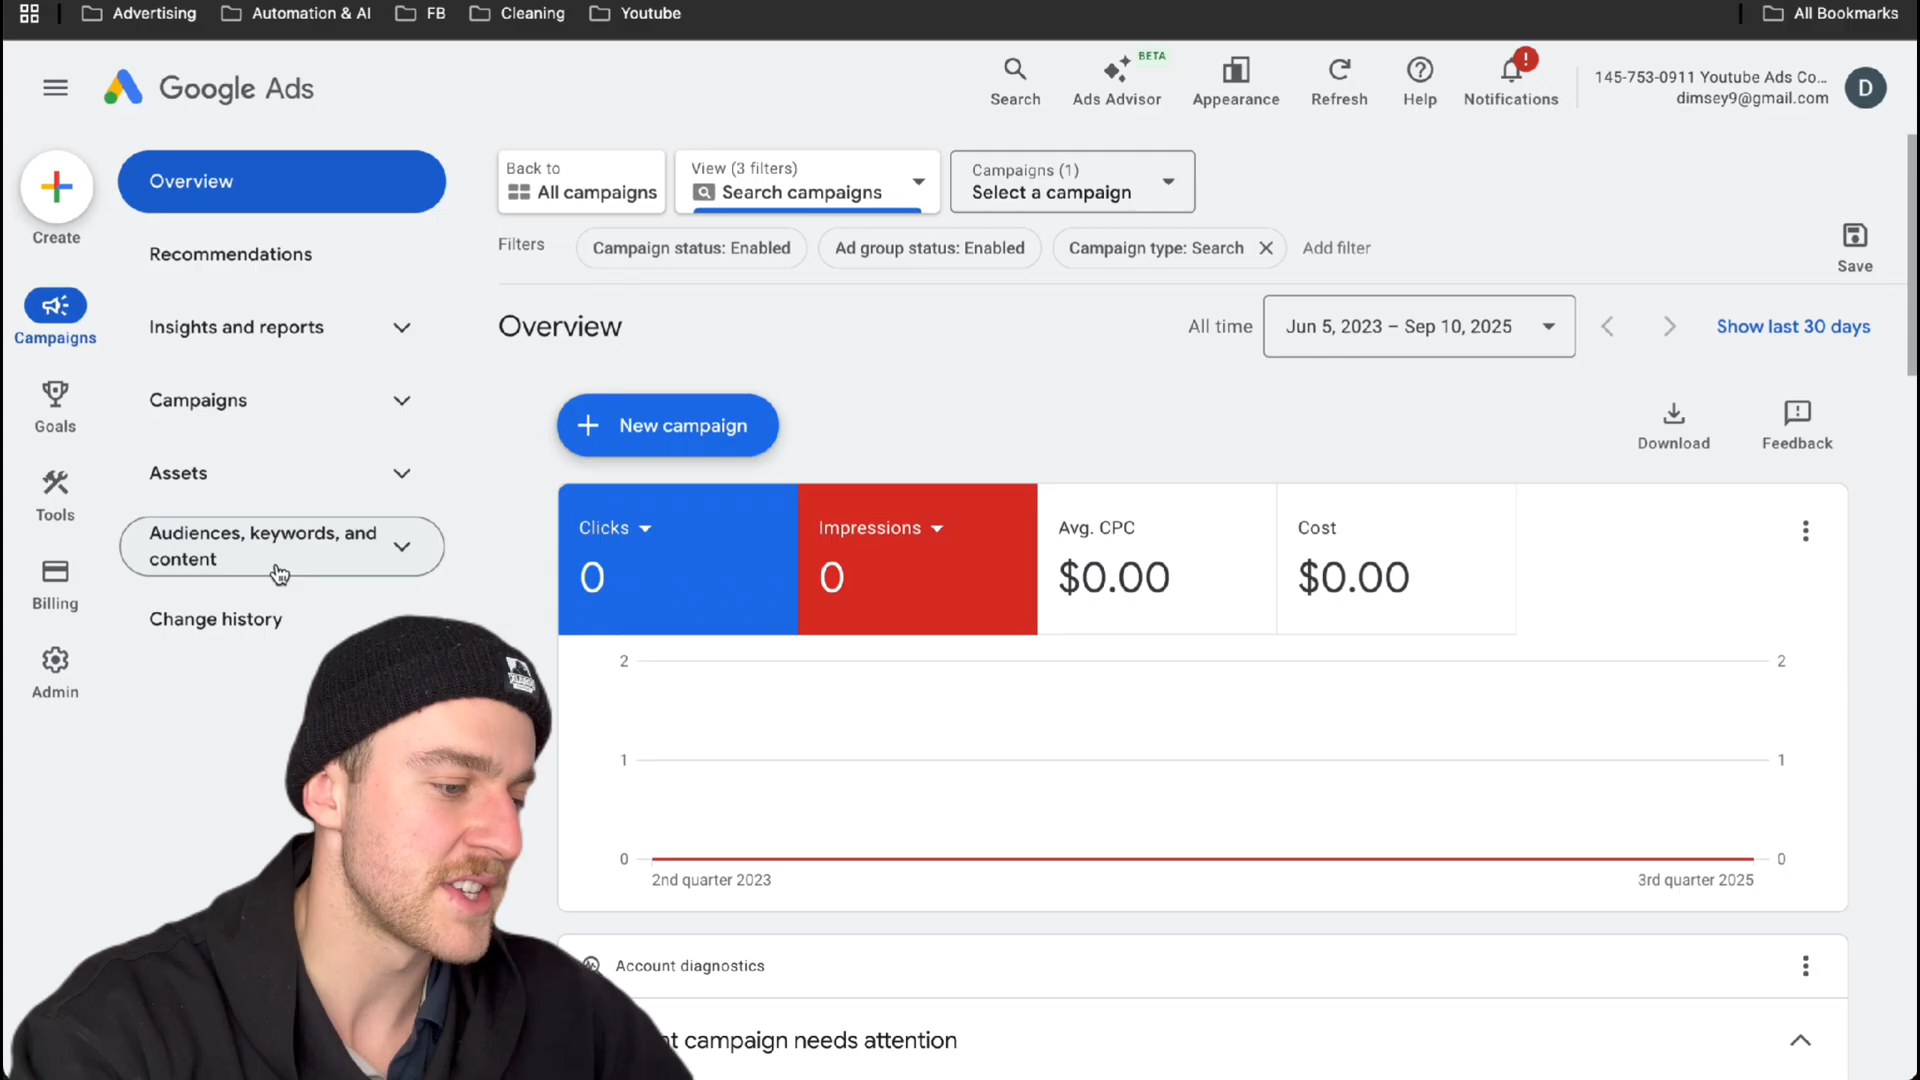 Advertising
Automation & AI
FB
Cleaning
Youtube
All Bookmarks
Google Ads
Search
BETA
Ads Advisor
Appearance
Refresh
Help
!
Notifications
145-753-0911 Youtube Ads Co...
dimsey9@gmail.com
D
Create
Campaigns
Goals
Tools
Billing
Admin
Overview
Recommendations
Insights and reports
Campaigns
Assets
Audiences, keywords, and
content
Change history
Back to
All campaigns
View (3 filters)
Search campaigns
Campaigns (1)
Select a campaign
Filters
Campaign status: Enabled
Ad group status: Enabled
Campaign type: Search
Add filter
Save
Overview
All time
Jun 5, 2023 – Sep 10, 2025
Show last 30 days
New campaign
Download
Feedback
Clicks
0
Impressions
0
Avg. CPC
$0.00
Cost
$0.00
2
2
1
1
0
0
2nd quarter 2023
3rd quarter 2025
Account diagnostics
campaign needs attention